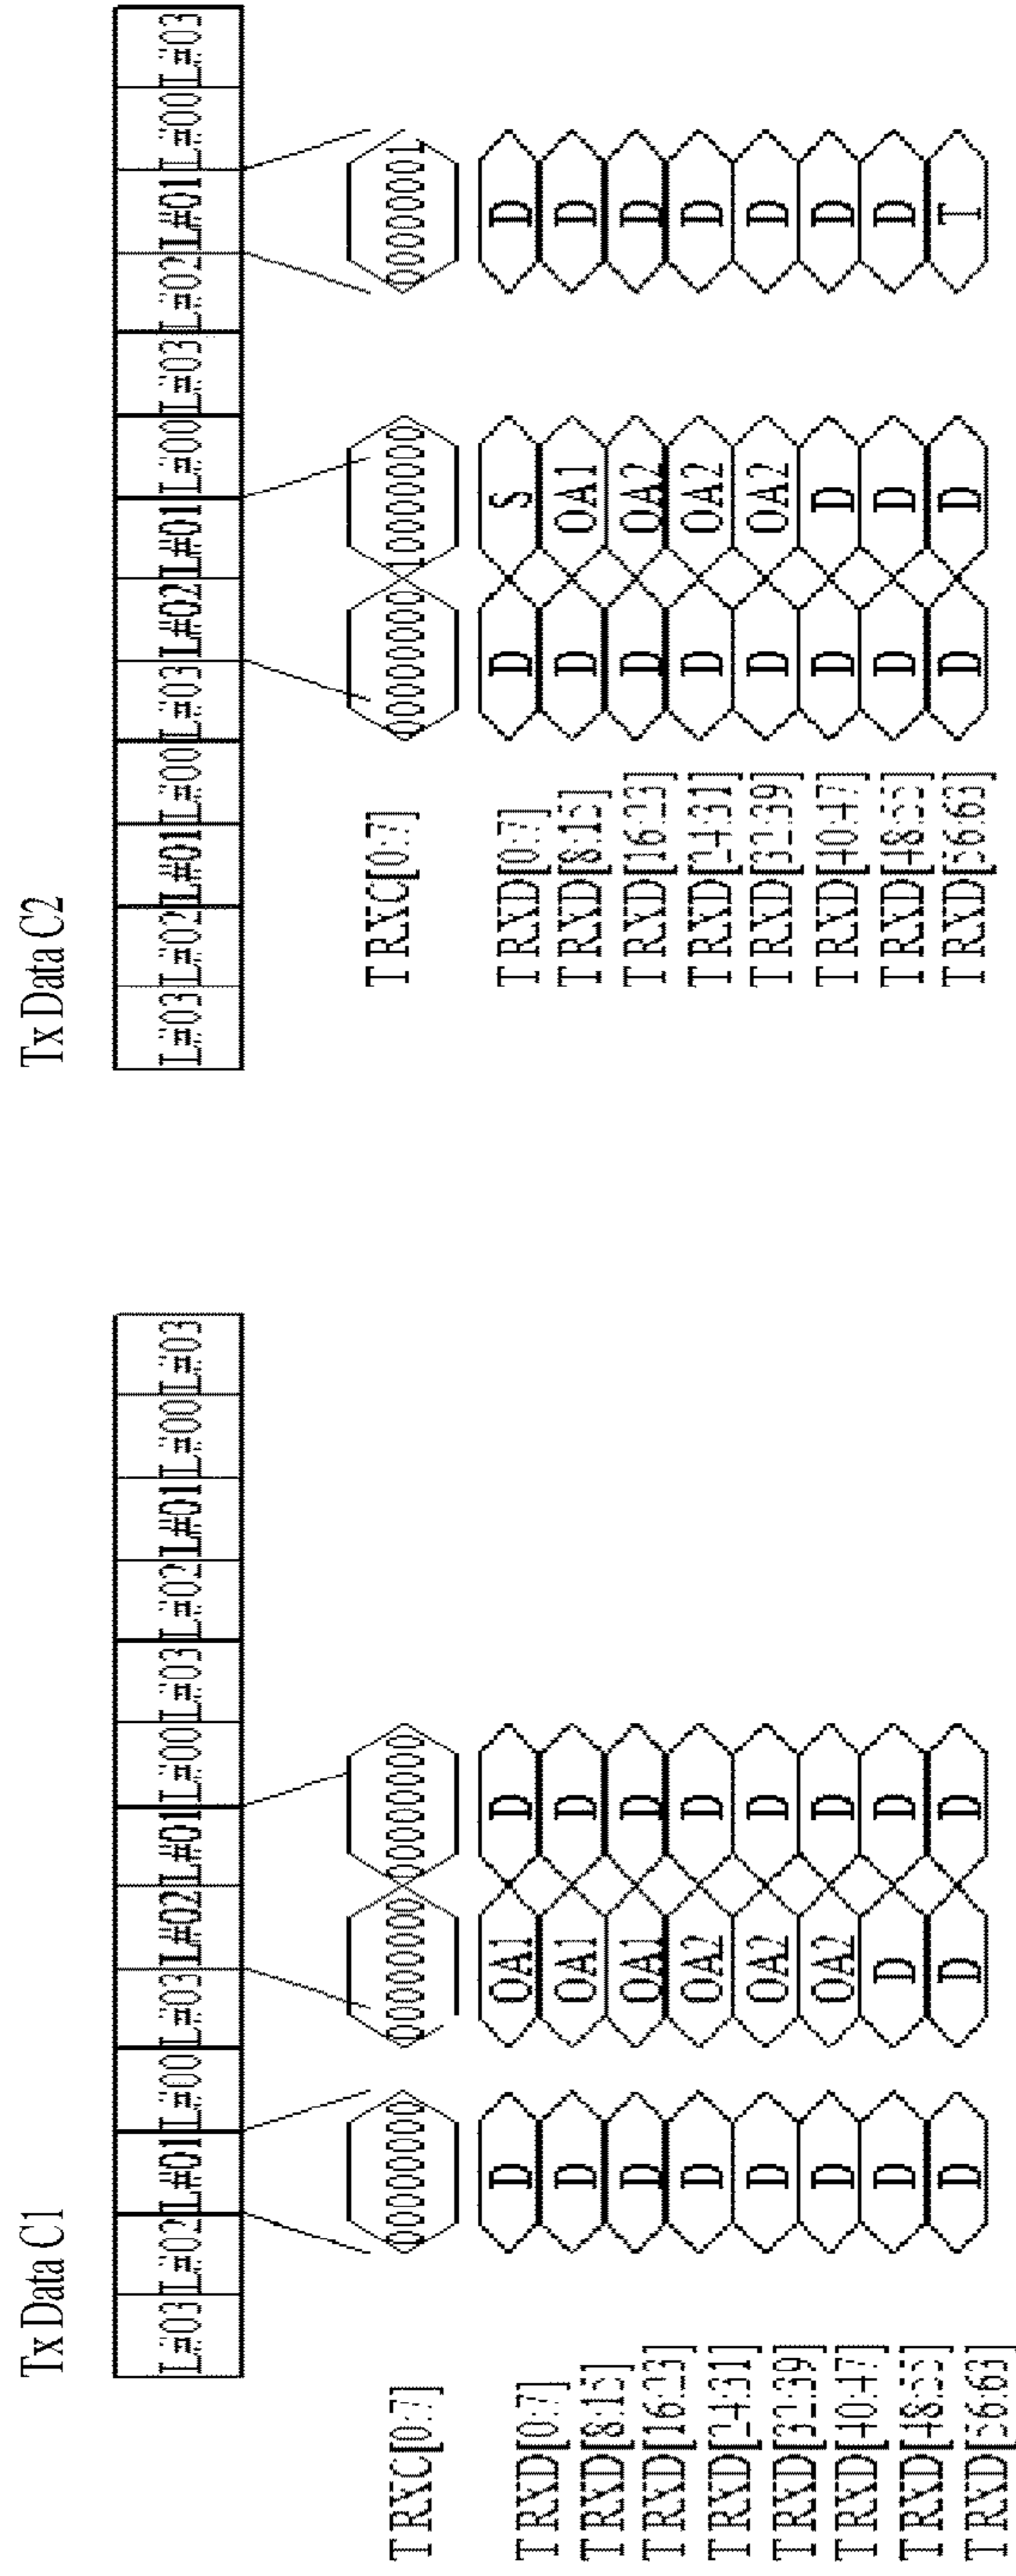 Tx Data C1
L#03 L#02 L#01 L#00 L#03 L#02 L#01 L#00 L#03 L#02 L#01 L#00 L#03
TRXC[0:7] 00000000 00000000 00000000
TRXD[0:7] D OA1 D
TRXD[8:15] D OA1 D
TRXD[16:23] D OA1 D
TRXD[24:31] D OA2 D
TRXD[32:39] D OA2 D
TRXD[40:47] D OA2 D
TRXD[48:55] D D D
TRXD[56:63] D D D
Tx Data C2
L#03 L#02 L#01 L#00 L#03 L#02 L#01 L#00 L#03 L#02 L#01 L#00 L#03
TRXC[0:7] 00000000 10000000 00000001
TRXD[0:7] D S D
TRXD[8:15] D OA1 D
TRXD[16:23] D OA2 D
TRXD[24:31] D OA2 D
TRXD[32:39] D OA2 D
TRXD[40:47] D D D
TRXD[48:55] D D D
TRXD[56:63] D D T